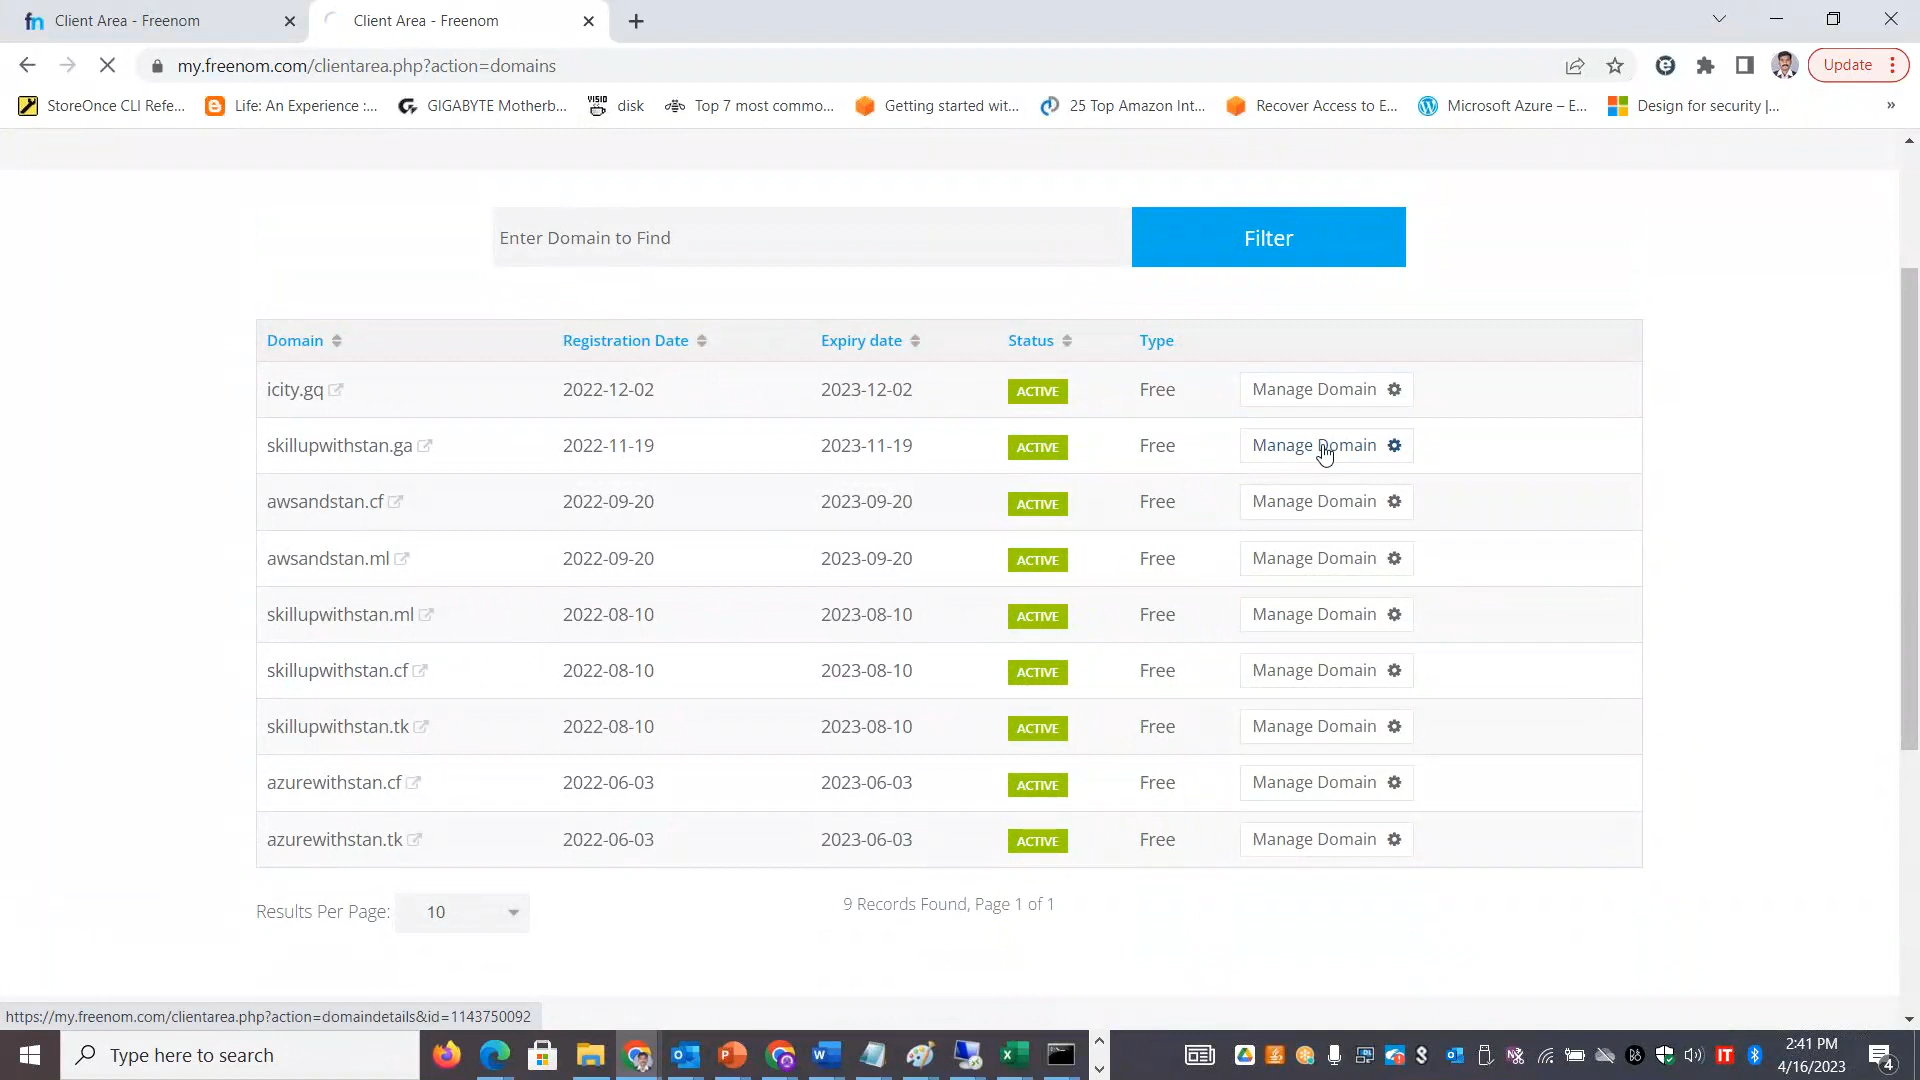 Client Area - Freenom
Client Area - Freenom
my.freenom.com/clientarea.php?action=domains
Update
StoreOnce CLI Refe...
Life: An Experience :...
GIGABYTE Motherb...
VISIO
disk
Top 7 most commo...
Getting started wit...
25 Top Amazon Int...
Recover Access to E...
Microsoft Azure – E...
Design for security |...
»
Enter Domain to Find
Filter
Domain Registration Date Expiry date Status Type
icity.gq 2022-12-02 2023-12-02 ACTIVE Free Manage Domain
skillupwithstan.ga 2022-11-19 2023-11-19 ACTIVE Free Manage Domain
awsandstan.cf 2022-09-20 2023-09-20 ACTIVE Free Manage Domain
awsandstan.ml 2022-09-20 2023-09-20 ACTIVE Free Manage Domain
skillupwithstan.ml 2022-08-10 2023-08-10 ACTIVE Free Manage Domain
skillupwithstan.cf 2022-08-10 2023-08-10 ACTIVE Free Manage Domain
skillupwithstan.tk 2022-08-10 2023-08-10 ACTIVE Free Manage Domain
azurewithstan.cf 2022-06-03 2023-06-03 ACTIVE Free Manage Domain
azurewithstan.tk 2022-06-03 2023-06-03 ACTIVE Free Manage Domain
Results Per Page: 10
9 Records Found, Page 1 of 1
https://my.freenom.com/clientarea.php?action=domaindetails&id=1143750092
Type here to search
2:41 PM
4/16/2023
4